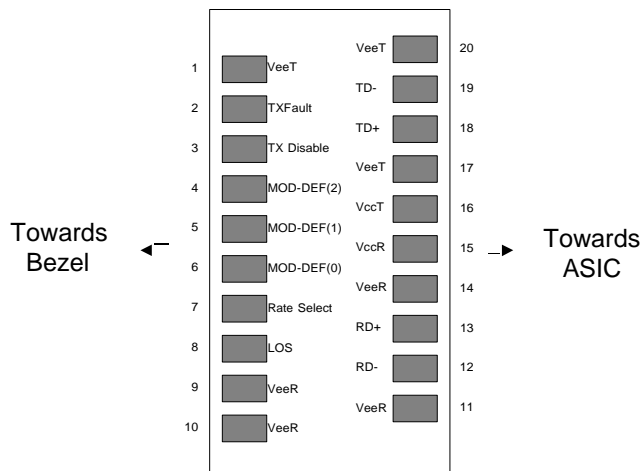 1 VeeT
2 TXFault
3 TX Disable
4 MOD-DEF(2)
5 MOD-DEF(1)
6 MOD-DEF(0)
7 Rate Select
8 LOS
9 VeeR
10 VeeR
VeeT 20
TD- 19
TD+ 18
VeeT 17
VccT 16
VccR 15
VeeR 14
RD+ 13
RD- 12
VeeR 11
Towards
Bezel
Towards
ASIC